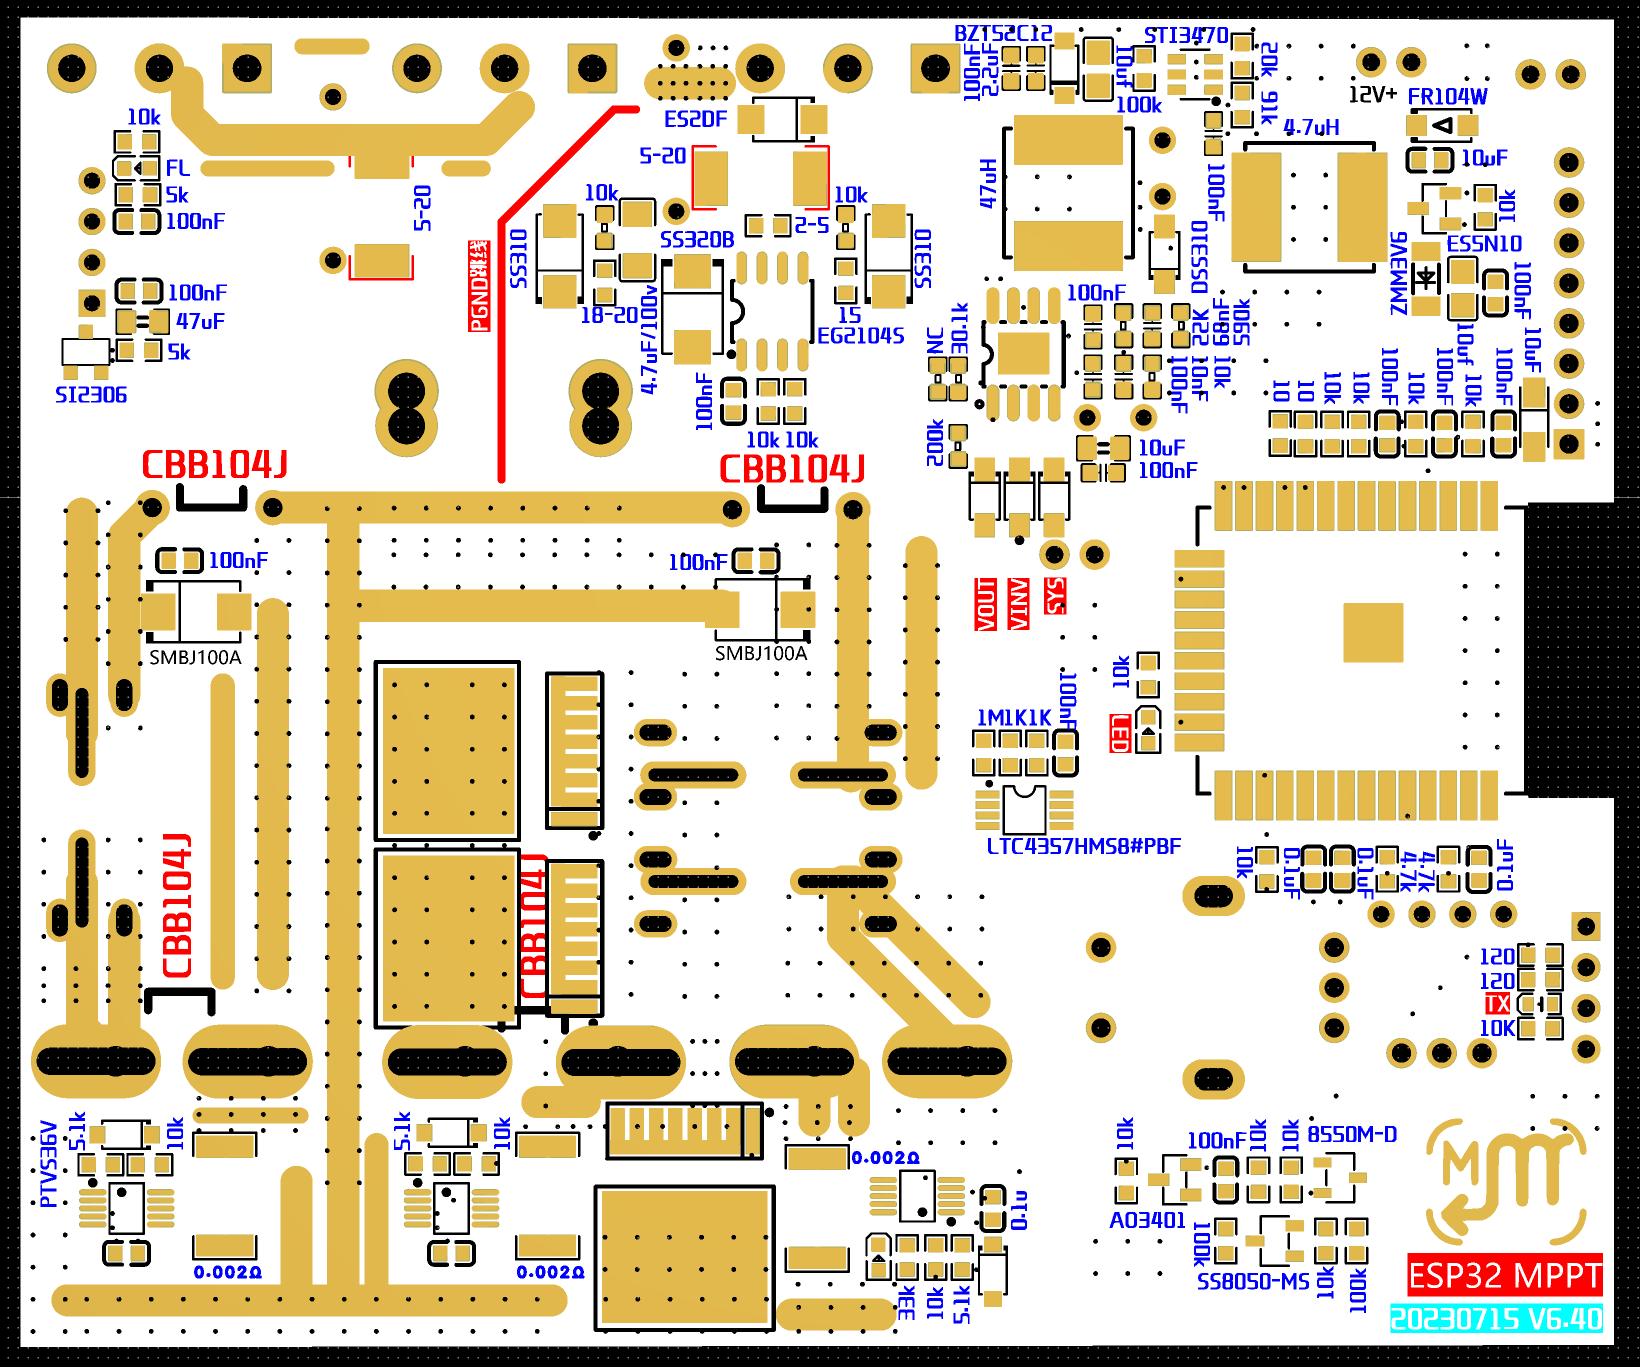 BZT52C12
STI3470
100nF
2.2uF
10uf
100k
20k
91k
12V+
FR104W
10uF
4.7uH
10k
ES5N10
ZMM3V6
10uf
100nF
10k
FL
5k
100nF
100nF
47uF
5k
SI2306
5-20
PGND跳线
ES2DF
5-20
10k
SS310
18-20
SS320B
4.7uF/100v
2-5
10k
SS310
15
EG2104S
100nF
10k
10k
47uH
100nF
DSS310
100nF
NC
30.1k
200k
X22
68nF
9065
100nF
10nF
10k
10uF
100nF
10
10
10k
10k
100nF
10k
100nF
10k
100nF
10uF
CBB104J
CBB104J
100nF
SMBJ100A
100nF
SMBJ100A
VOUT
VINV
SYS
10k
LED
1M1K1K
100nF
LTC4357HMS8#PBF
CBB104J
CBB104J
10k
0.1uF
0.1uF
4.7k
4.7k
0.1uF
120
120
TX
10K
PTVS36V
5.1k
10k
0.002Ω
5.1k
10k
0.002Ω
0.002Ω
0.1u
33k
10k
5.1k
10k
AO3401
100nF
10k
10k
8550M-D
100k
SS8050-MS
10k
100k
M
ESP32 MPPT
20230715 V6.40